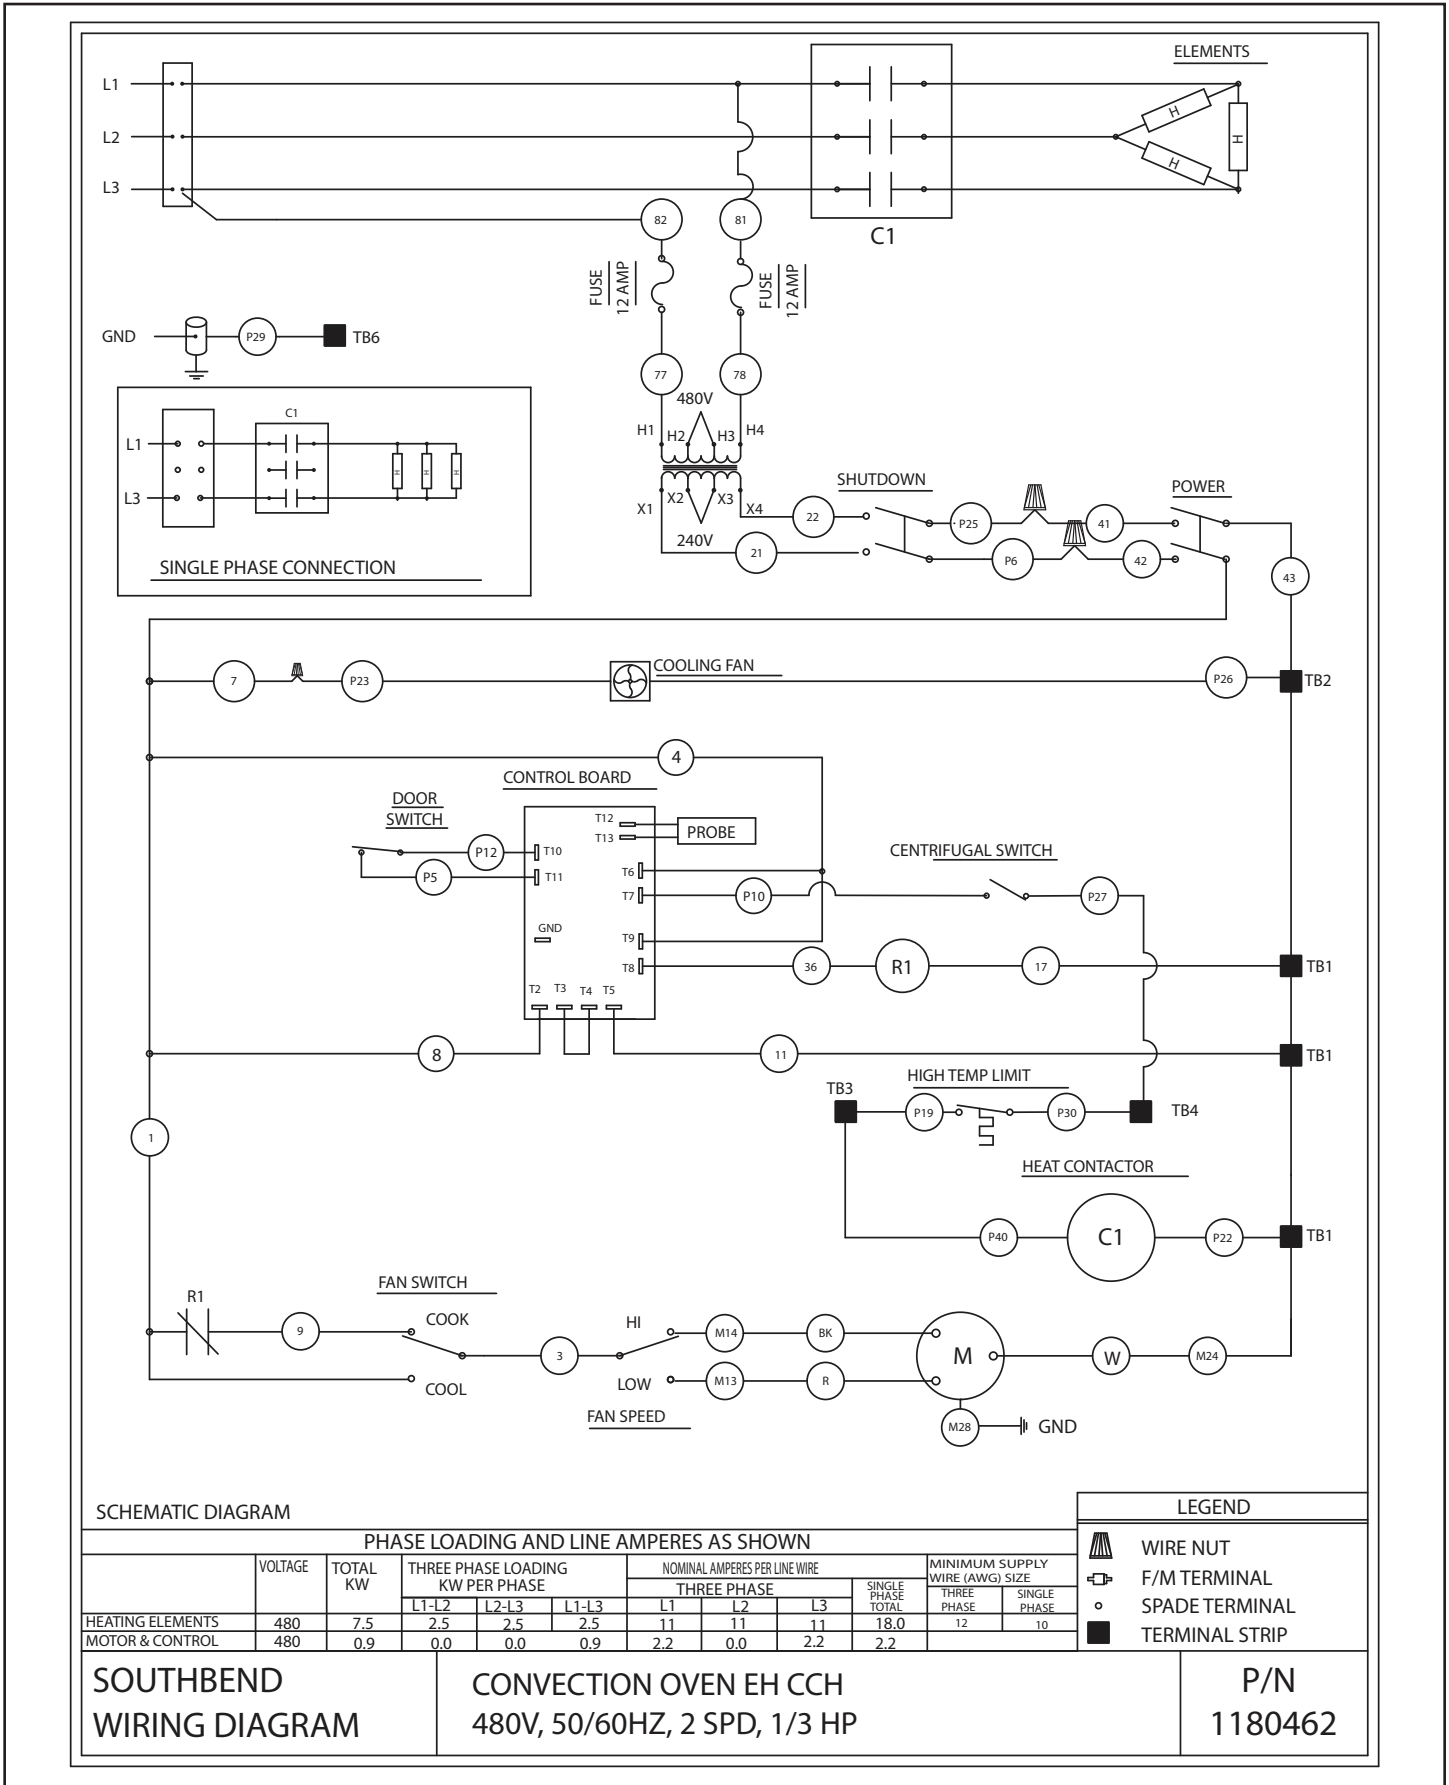 ELEMENTS
L1
L2
L3
C1
82
81
FUSE
12 AMP
FUSE
12 AMP
GND
P29
TB6
77
78
480V
H1
H2
H3
H4
X1
X2
X3
X4
240V
C1
L1
L3
H
H
H
H
H
H
SINGLE PHASE CONNECTION
SHUTDOWN
POWER
22
P25
41
21
P6
42
43
7
P23
COOLING FAN
P26
TB2
4
CONTROL BOARD
DOOR
SWITCH
T12
T13
PROBE
P12
T10
P5
T11
T6
T7
P10
CENTRIFUGAL SWITCH
P27
GND
T9
T8
36
R1
17
TB1
T2
T3
T4
T5
8
11
TB1
HIGH TEMP LIMIT
TB3
P19
P30
TB4
1
HEAT CONTACTOR
P40
C1
P22
TB1
FAN SWITCH
R1
9
COOK
COOL
3
HI
LOW
FAN SPEED
M14
BK
M13
R
M
W
M24
M28
GND
SCHEMATIC DIAGRAM
PHASE LOADING AND LINE AMPERES AS SHOWN
VOLTAGE
TOTAL
KW
THREE PHASE LOADING
KW PER PHASE
NOMINAL AMPERES PER LINE WIRE
MINIMUM SUPPLY
WIRE (AWG) SIZE
THREE PHASE
SINGLE
PHASE
TOTAL
THREE
PHASE
SINGLE
PHASE
L1-L2 L2-L3 L1-L3 L1 L2 L3
HEATING ELEMENTS 480 7.5 2.5 2.5 2.5 11 11 11 18.0 12 10
MOTOR & CONTROL 480 0.9 0.0 0.0 0.9 2.2 0.0 2.2 2.2
LEGEND
WIRE NUT
F/M TERMINAL
SPADE TERMINAL
TERMINAL STRIP
SOUTHBEND
WIRING DIAGRAM
CONVECTION OVEN EH CCH
480V, 50/60HZ, 2 SPD, 1/3 HP
P/N
1180462